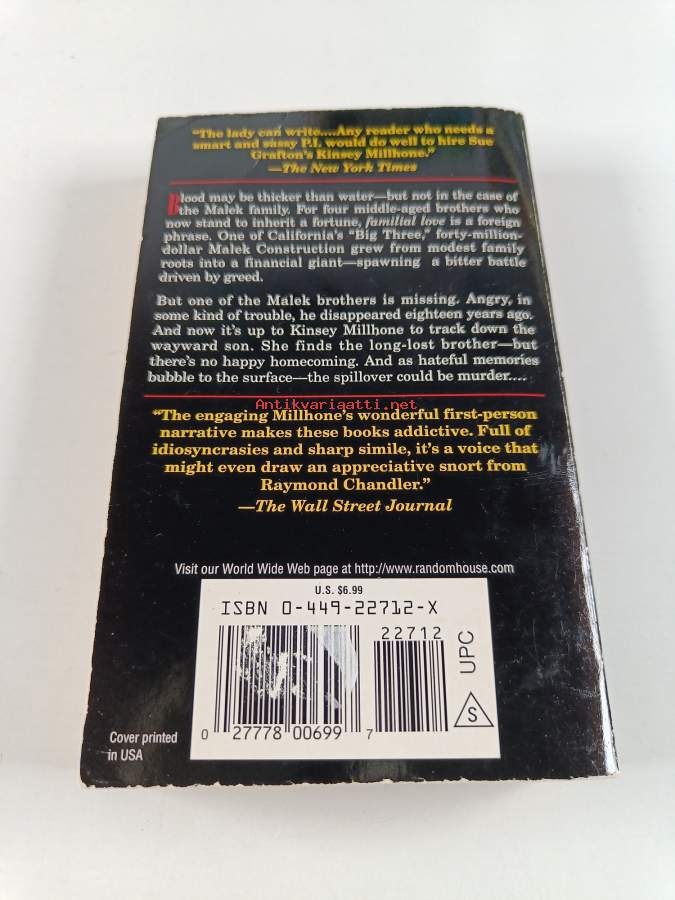 “The lady can write....Any reader who needs a
smart and sassy P.I. would do well to hire Sue
Grafton's Kinsey Millhone.”
—The New York Times
Blood may be thicker than water—but not in the case of
the Malek family. For four middle-aged brothers who
now stand to inherit a fortune, familial love is a foreign
phrase. One of California's “Big Three,” forty-million-
dollar Malek Construction grew from modest family
roots into a financial giant—spawning a bitter battle
driven by greed.
But one of the Malek brothers is missing. Angry, in
some kind of trouble, he disappeared eighteen years ago.
And now it's up to Kinsey Millhone to track down the
wayward son. She finds the long-lost brother—but
there's no happy homecoming. And as hateful memories
bubble to the surface—the spillover could be murder....
Antikvariaatti.net
“The engaging Millhone's wonderful first-person
narrative makes these books addictive. Full of
idiosyncrasies and sharp simile, it's a voice that
might even draw an appreciative snort from
Raymond Chandler.”
—The Wall Street Journal
Visit our World Wide Web page at http://www.randomhouse.com
U.S. $6.99
ISBN 0-449-22712-X
22712
UPC
S
0 27778 00699 7
Cover printed
in USA